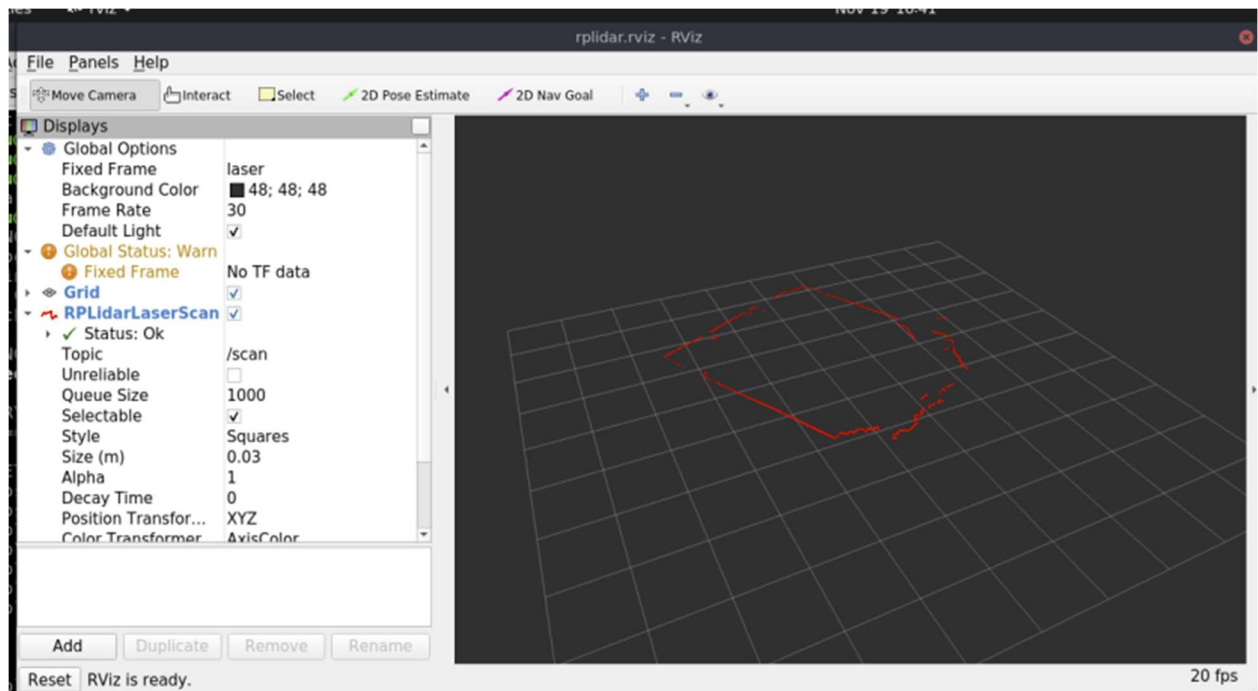 rviz
Nov 19 10:41
rplidar.rviz - RViz
File Panels Help
Move Camera Interact Select 2D Pose Estimate 2D Nav Goal
Displays
Global Options
Fixed Frame laser
Background Color 48; 48; 48
Frame Rate 30
Default Light
Global Status: Warn
Fixed Frame No TF data
Grid
RPLidarLaserScan
Status: Ok
Topic /scan
Unreliable
Queue Size 1000
Selectable
Style Squares
Size (m) 0.03
Alpha 1
Decay Time 0
Position Transfor... XYZ
Color Transformer AxisColor
Add Duplicate Remove Rename
Reset RViz is ready.
20 fps